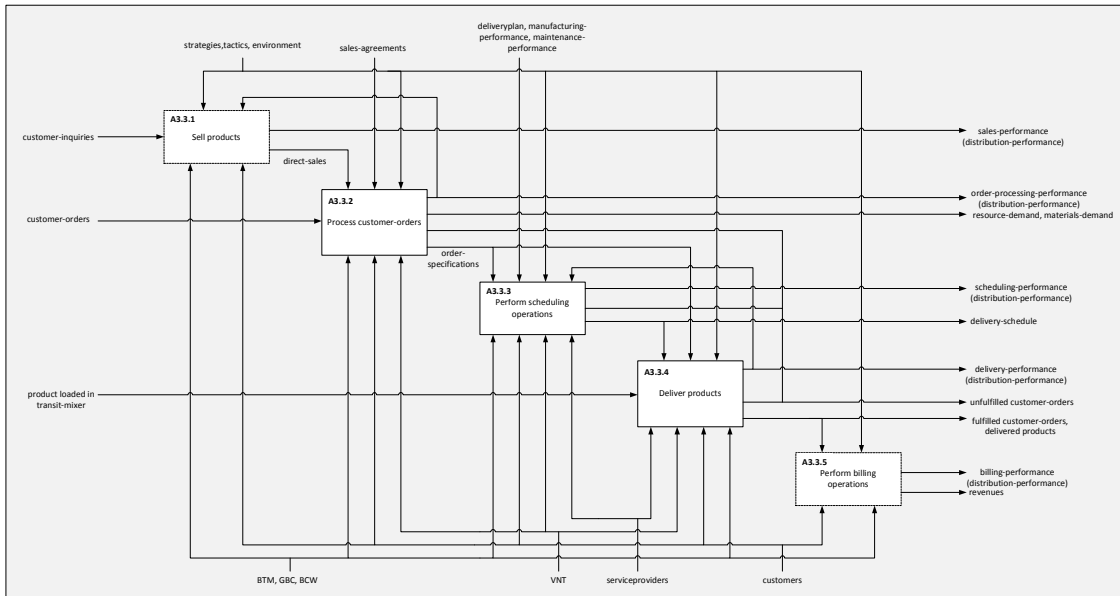 deliveryplan, manufacturing-
performance, maintenance-
performance
strategies,tactics, environment
sales-agreements
A3.3.1
Sell products
customer-inquiries
sales-performance
(distribution-performance)
direct-sales
A3.3.2
Process customer-orders
customer-orders
order-processing-performance
(distribution-performance)
resource-demand, materials-demand
order-
specifications
A3.3.3
Perform scheduling
operations
scheduling-performance
(distribution-performance)
delivery-schedule
A3.3.4
Deliver products
product loaded in
transit-mixer
delivery-performance
(distribution-performance)
unfulfilled customer-orders
fulfilled customer-orders,
delivered products
A3.3.5
Perform billing
operations
billing-performance
(distribution-performance)
revenues
BTM, GBC, BCW
VNT
serviceproviders
customers